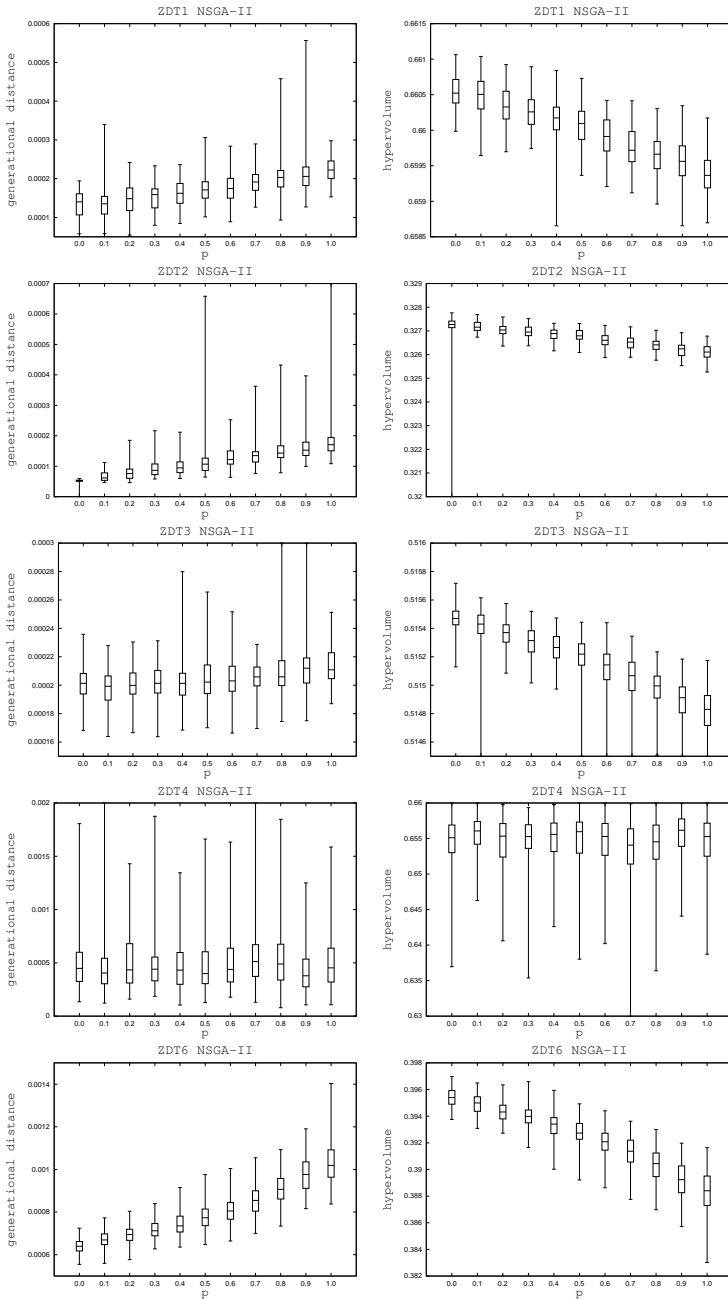 ZDT1 NSGA-II
0.0006
0.0005
0.0004
0.0003
0.0002
0.0001
generational distance
0.0 0.1 0.2 0.3 0.4 0.5 0.6 0.7 0.8 0.9 1.0
p
ZDT1 NSGA-II
0.6615
0.661
0.6605
0.66
0.6595
0.659
0.6585
hypervolume
0.0 0.1 0.2 0.3 0.4 0.5 0.6 0.7 0.8 0.9 1.0
p
ZDT2 NSGA-II
0.0007
0.0006
0.0005
0.0004
0.0003
0.0002
0.0001
0
generational distance
0.0 0.1 0.2 0.3 0.4 0.5 0.6 0.7 0.8 0.9 1.0
p
ZDT2 NSGA-II
0.329
0.328
0.327
0.326
0.325
0.324
0.323
0.322
0.321
0.32
hypervolume
0.0 0.1 0.2 0.3 0.4 0.5 0.6 0.7 0.8 0.9 1.0
p
ZDT3 NSGA-II
0.0003
0.00028
0.00026
0.00024
0.00022
0.0002
0.00018
0.00016
generational distance
0.0 0.1 0.2 0.3 0.4 0.5 0.6 0.7 0.8 0.9 1.0
p
ZDT3 NSGA-II
0.516
0.5158
0.5156
0.5154
0.5152
0.515
0.5148
0.5146
hypervolume
0.0 0.1 0.2 0.3 0.4 0.5 0.6 0.7 0.8 0.9 1.0
p
ZDT4 NSGA-II
0.002
0.0015
0.001
0.0005
0
generational distance
0.0 0.1 0.2 0.3 0.4 0.5 0.6 0.7 0.8 0.9 1.0
p
ZDT4 NSGA-II
0.66
0.655
0.65
0.645
0.64
0.635
0.63
hypervolume
0.0 0.1 0.2 0.3 0.4 0.5 0.6 0.7 0.8 0.9 1.0
p
ZDT6 NSGA-II
0.0014
0.0012
0.001
0.0008
0.0006
generational distance
0.0 0.1 0.2 0.3 0.4 0.5 0.6 0.7 0.8 0.9 1.0
p
ZDT6 NSGA-II
0.398
0.396
0.394
0.392
0.39
0.388
0.386
0.384
0.382
hypervolume
0.0 0.1 0.2 0.3 0.4 0.5 0.6 0.7 0.8 0.9 1.0
p